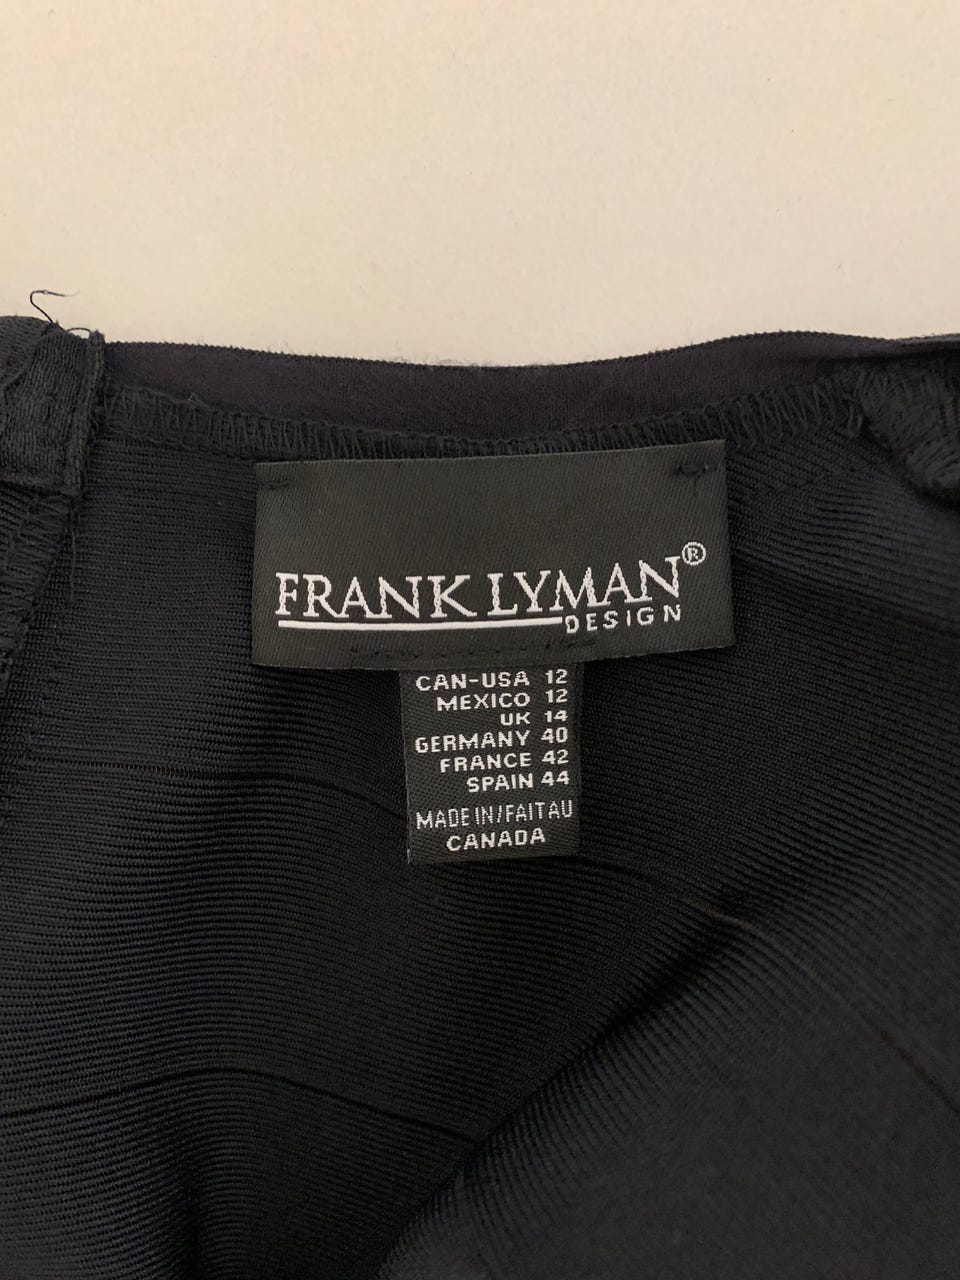 FRANK LYMAN®
DESIGN
CAN-USA 12
MEXICO 12
UK 14
GERMANY 40
FRANCE 42
SPAIN 44
MADE IN/FAIT AU
CANADA